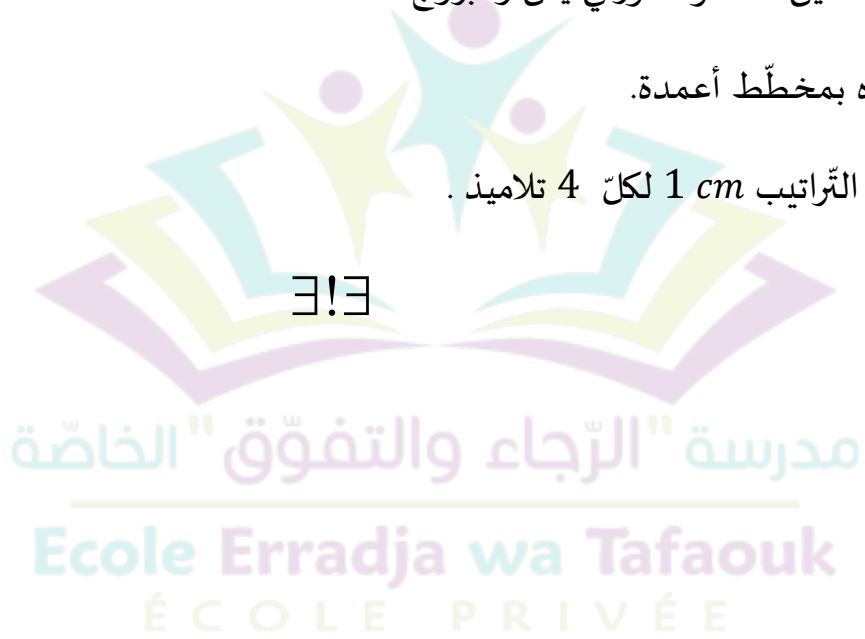 ه بمخطّط أعمدة.
التّراتيب 1 cm لكلّ 4 تلاميذ .
∃!∃
مدرسة "الرّجاء والتفوّق" الخاصّة
Ecole Erradja wa Tafaouk
ÉCOLE PRIVÉE